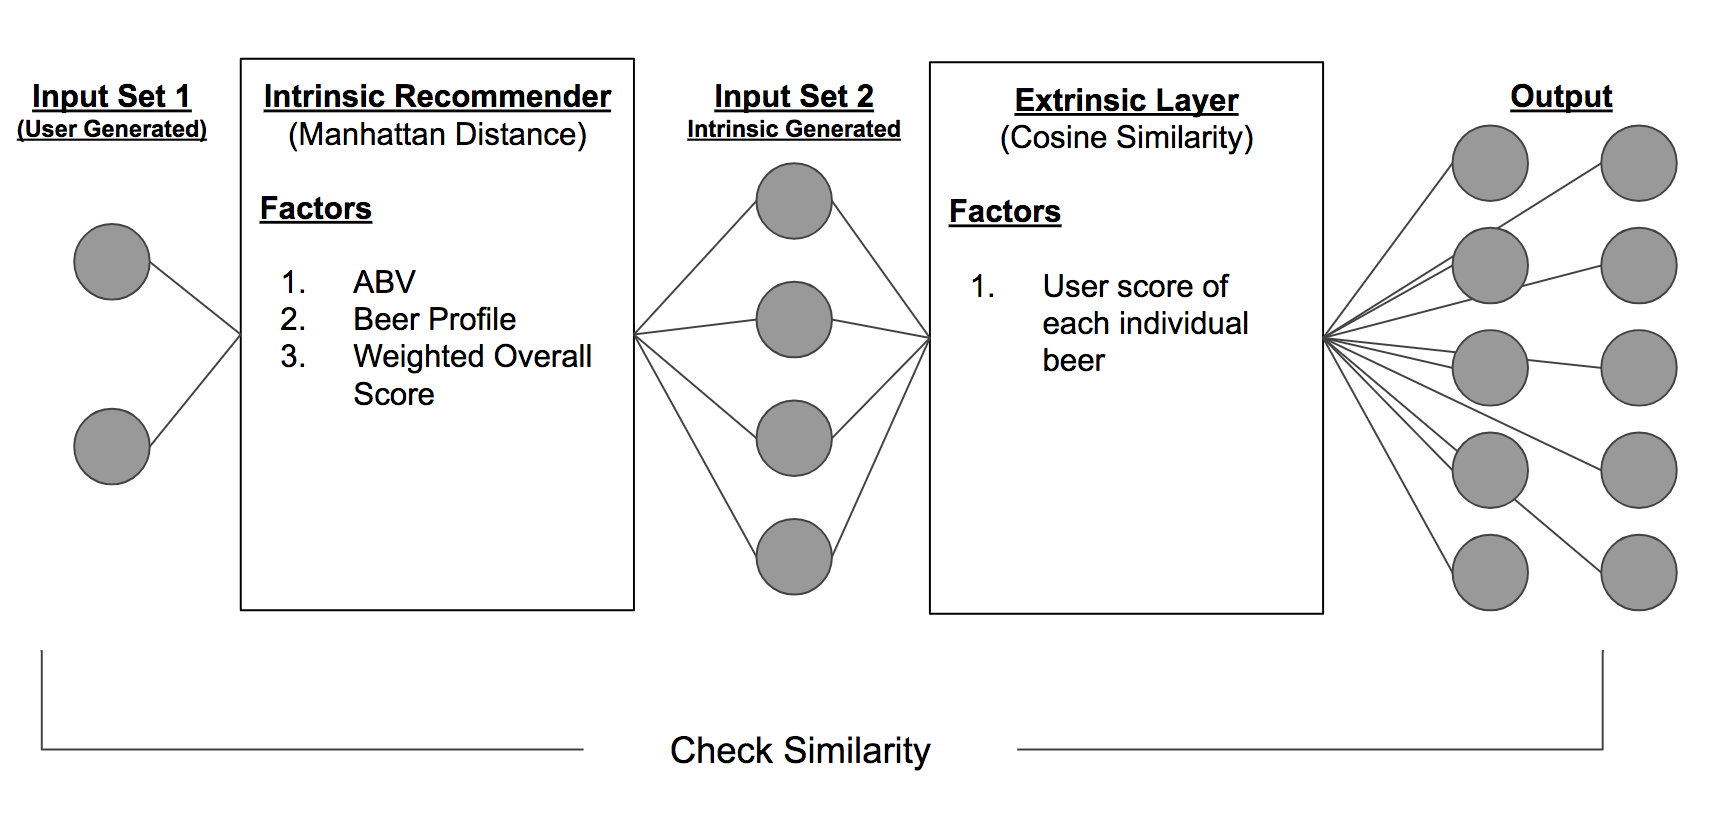 Input Set 1
(User Generated)
Intrinsic Recommender
(Manhattan Distance)
Factors
1. ABV
2. Beer Profile
3. Weighted Overall
Score
Input Set 2
Intrinsic Generated
Extrinsic Layer
(Cosine Similarity)
Factors
1. User score of
each individual
beer
Output
Check Similarity